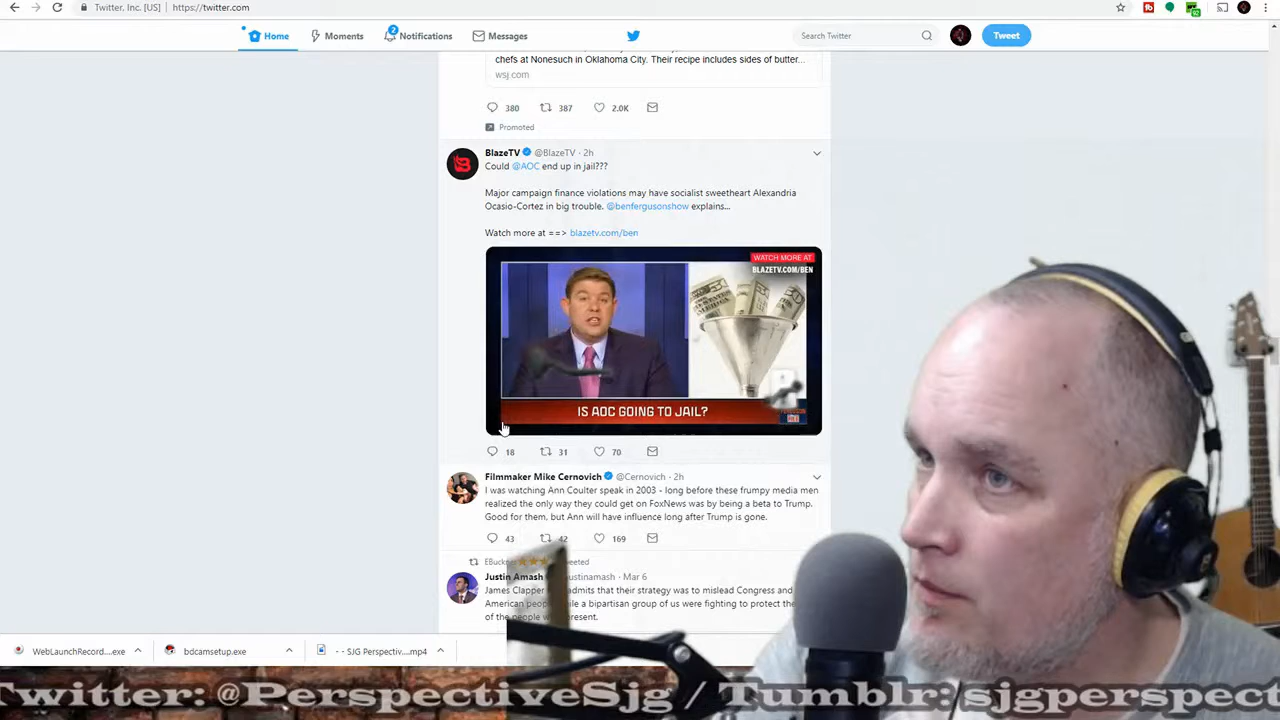 Twitter, Inc. [US] https://twitter.com
92
Home
Moments
2
Notifications
Messages
Search Twitter
Tweet
chefs at Nonesuch in Oklahoma City. Their recipe includes sides of butter...
wsj.com
380 387 2.0K
Promoted
BlazeTV @BlazeTV · 2h
Could @AOC end up in jail???
Major campaign finance violations may have socialist sweetheart Alexandria
Ocasio-Cortez in big trouble. @benfergusonshow explains...
Watch more at ==> blazetv.com/ben
WATCH MORE AT
BLAZETV.COM/BEN
IS AOC GOING TO JAIL?
18 31 70
Filmmaker Mike Cernovich @Cernovich · 2h
I was watching Ann Coulter speak in 2003 - long before these frumpy media men
realized the only way they could get on FoxNews was by being a beta to Trump.
Good for them, but Ann will have influence long after Trump is gone.
43 42 169
Justin Amash justinamash · Mar 6
James Clapper admits that their strategy was to mislead Congress and
American a bipartisan group of us were fighting to protect the
of the people
WebLaunchRecord....exe
bdcamsetup.exe
- - SJG Perspectiv....mp4
Twitter: @PerspectiveSjg / Tumblr: sjgperspect